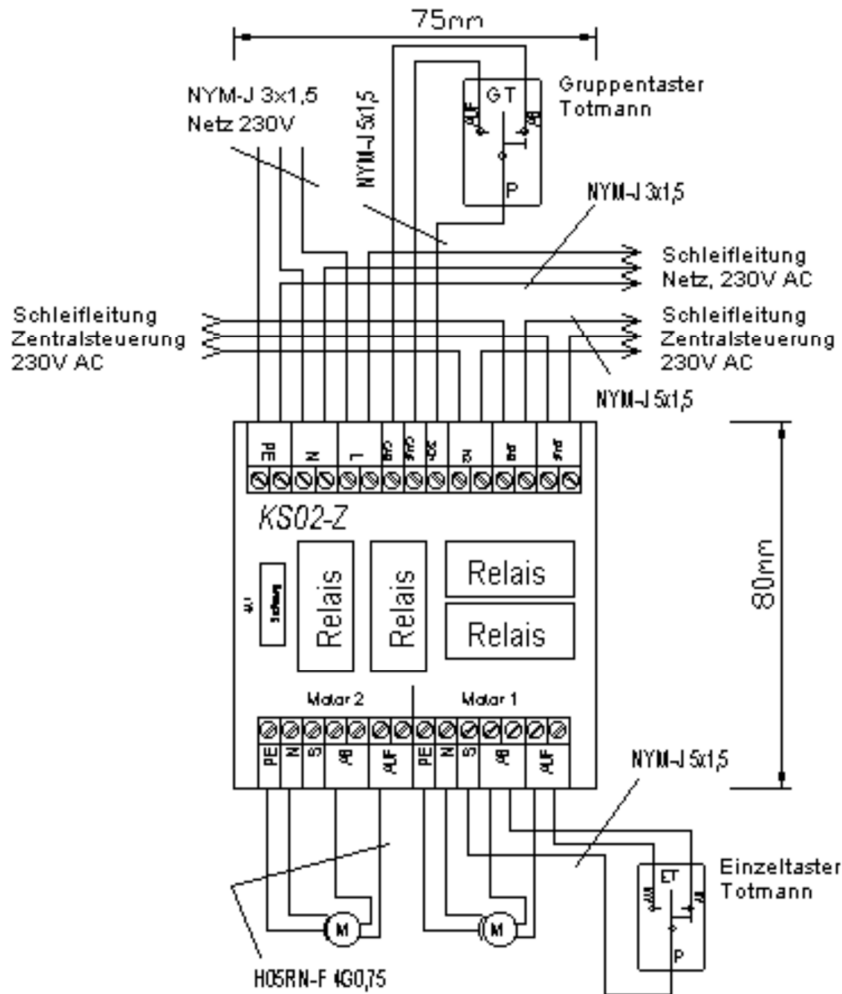 75mm
NYM-J 3x1,5
Netz 230V
NYM-J 5x1,5
GT
AUF
AB
P
Gruppentaster
Totmann
NYM-J 3x1,5
Schleifleitung
Netz, 230V AC
Schleifleitung
Zentralsteuerung
230V AC
Schleifleitung
Zentralsteuerung
230V AC
NYM-J 5x1,5
PE
N
L
KS02-Z
Relais
Relais
Relais
Relais
80mm
Motor 2
Motor 1
PE
N
S
AB
AUF
PE
N
S
AB
AUF
NYM-J 5x1,5
M
M
ET
P
Einzeltaster
Totmann
H05RN-F 4G0,75